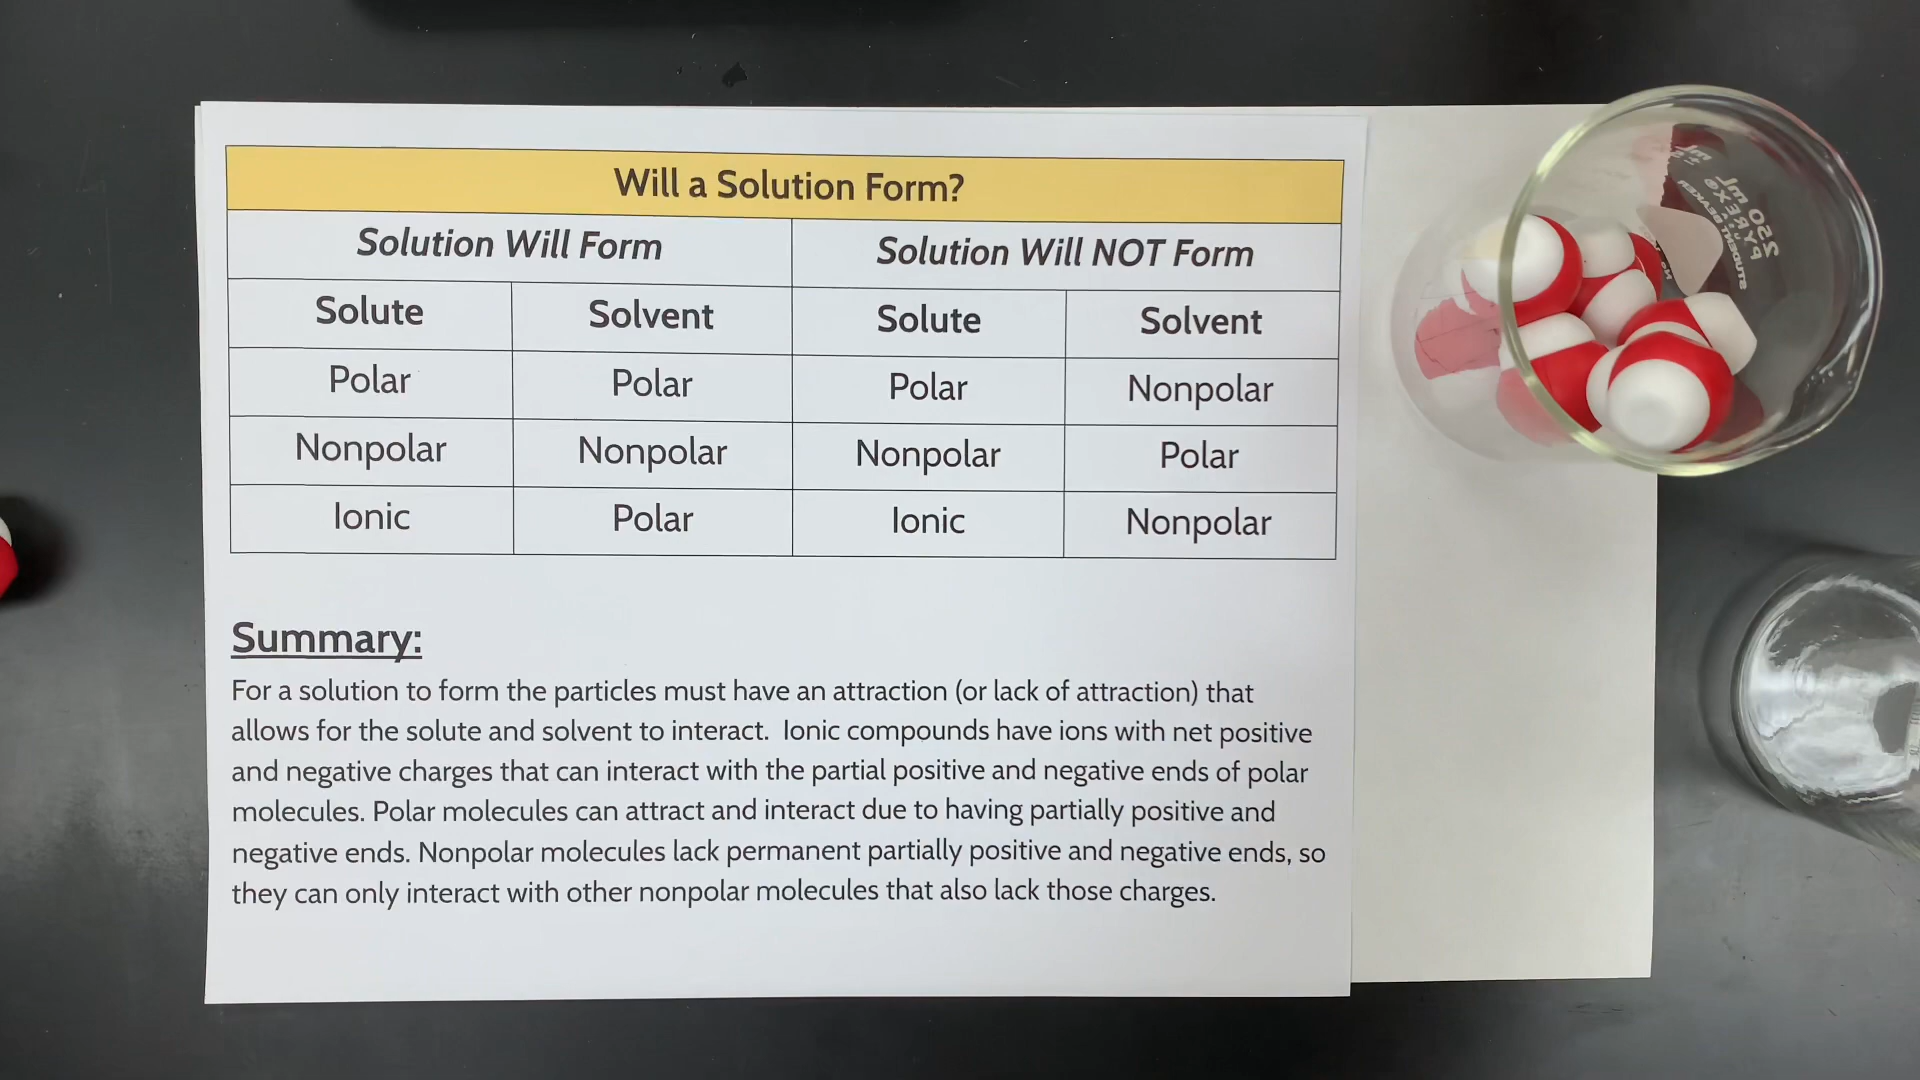 Will a Solution Form?
Solution Will Form Solution Will NOT Form
Solute Solvent Solute Solvent
Polar Polar Polar Nonpolar
Nonpolar Nonpolar Nonpolar Polar
Ionic Polar Ionic Nonpolar
Summary:
For a solution to form the particles must have an attraction (or lack of attraction) that
allows for the solute and solvent to interact. Ionic compounds have ions with net positive
and negative charges that can interact with the partial positive and negative ends of polar
molecules. Polar molecules can attract and interact due to having partially positive and
negative ends. Nonpolar molecules lack permanent partially positive and negative ends, so
they can only interact with other nonpolar molecules that also lack those charges.
250 mL
PYREX®
STUDENT BEAKER